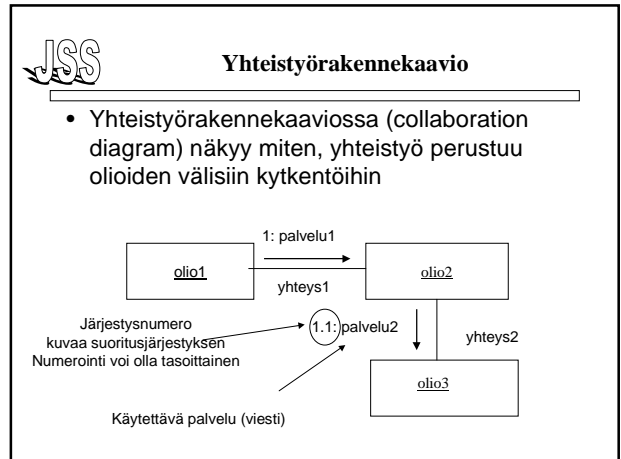 JSS
Yhteistyörakennekaavio
• Yhteistyörakennekaaviossa (collaboration
diagram) näkyy miten, yhteistyö perustuu
olioiden välisiin kytkentöihin
1: palvelu1
olio1
olio2
yhteys1
Järjestysnumero
kuvaa suoritusjärjestyksen
Numerointi voi olla tasoittainen
1.1: palvelu2
yhteys2
olio3
Käytettävä palvelu (viesti)